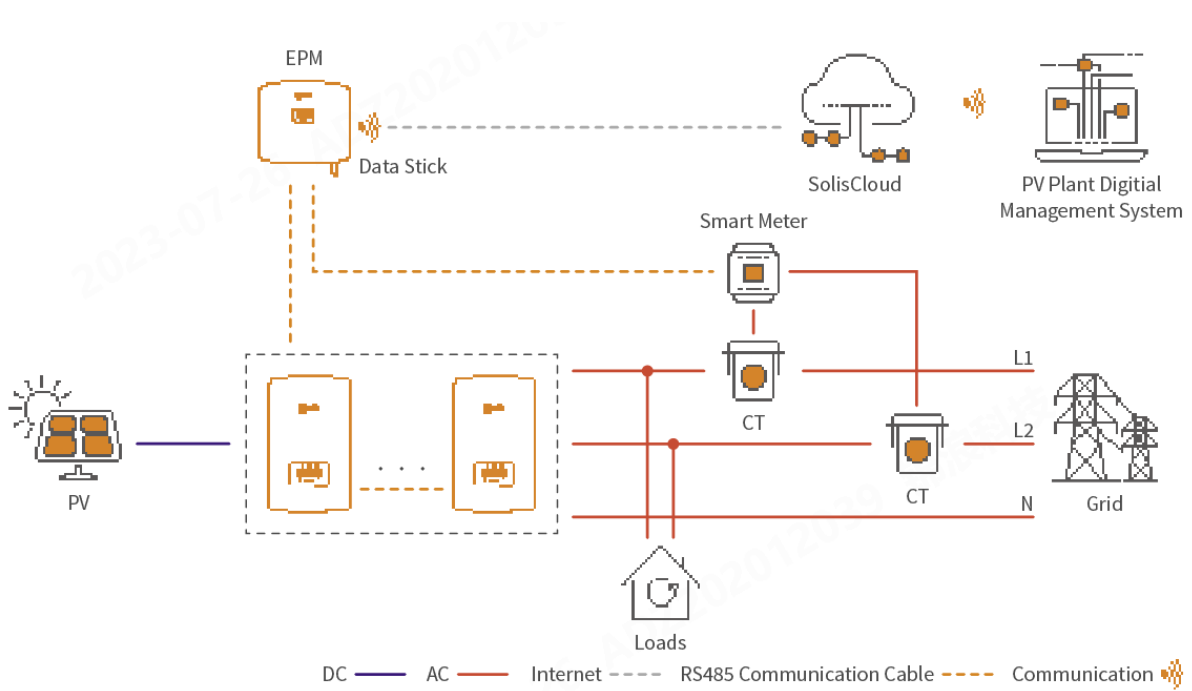 EPM
Data Stick
SolisCloud
PV Plant Digitial
Management System
Smart Meter
L1
CT
L2
CT
N
PV
Grid
Loads
DC
AC
Internet
RS485 Communication Cable
Communication